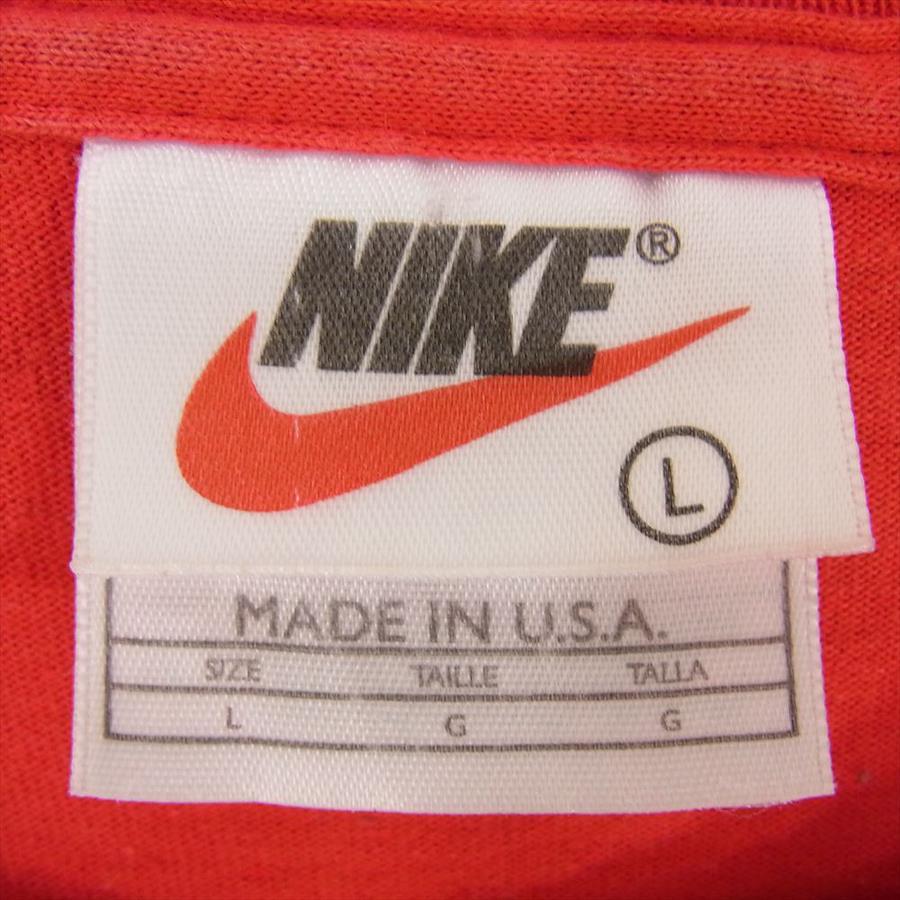 NIKE®
L
MADE IN U.S.A.
SIZE TAILLE TALLA
L G G